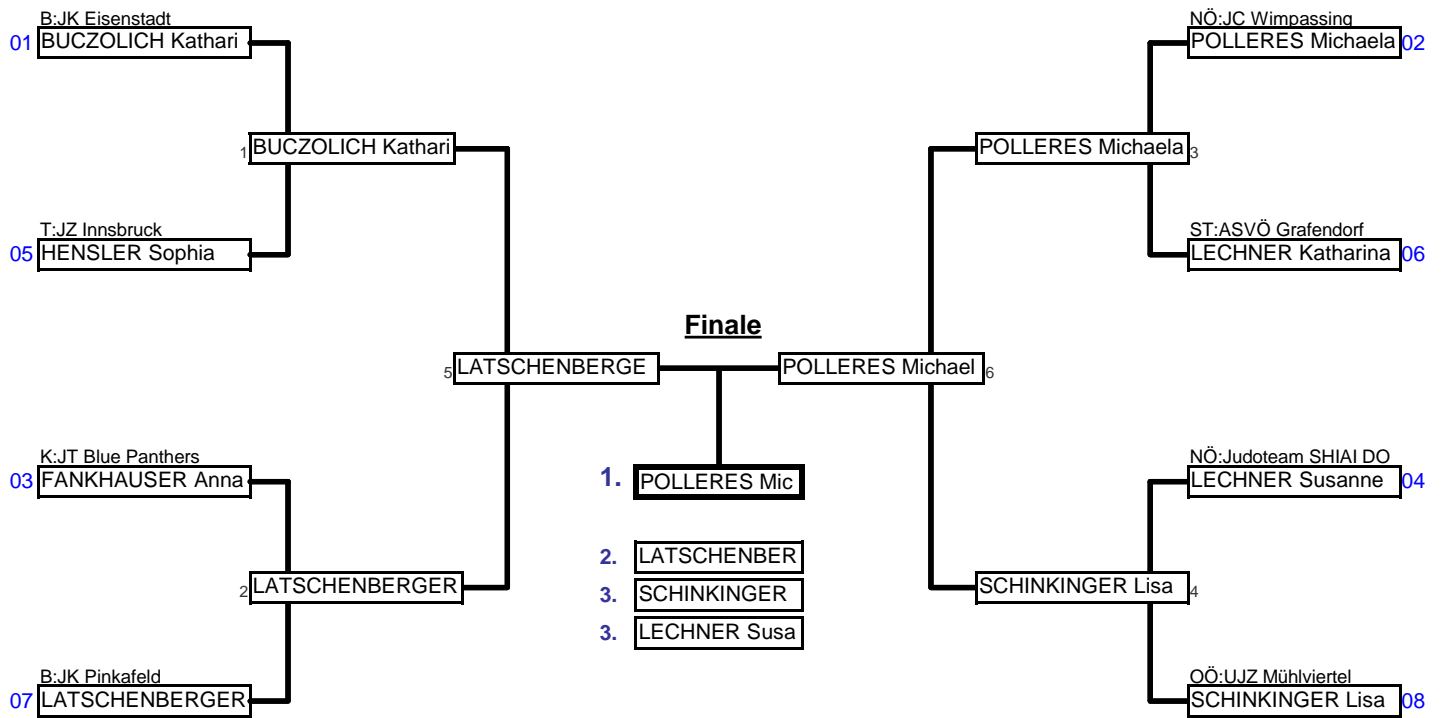 B:JK Eisenstadt
01 BUCZOLICH Kathari
1 BUCZOLICH Kathari
T:JZ Innsbruck
05 HENSLER Sophia
5 LATSCHENBERGE
K:JT Blue Panthers
03 FANKHAUSER Anna
2 LATSCHENBERGER
B:JK Pinkafeld
07 LATSCHENBERGER
Finale
1. POLLERES Mic
2. LATSCHENBER
3. SCHINKINGER
3. LECHNER Susa
NÖ:JC Wimpassing
POLLERES Michaela 02
POLLERES Michaela 3
ST:ASVÖ Grafendorf
LECHNER Katharina 06
POLLERES Michael 6
NÖ:Judoteam SHIAI DO
LECHNER Susanne 04
SCHINKINGER Lisa 4
OÖ:UJZ Mühlviertel
SCHINKINGER Lisa 08